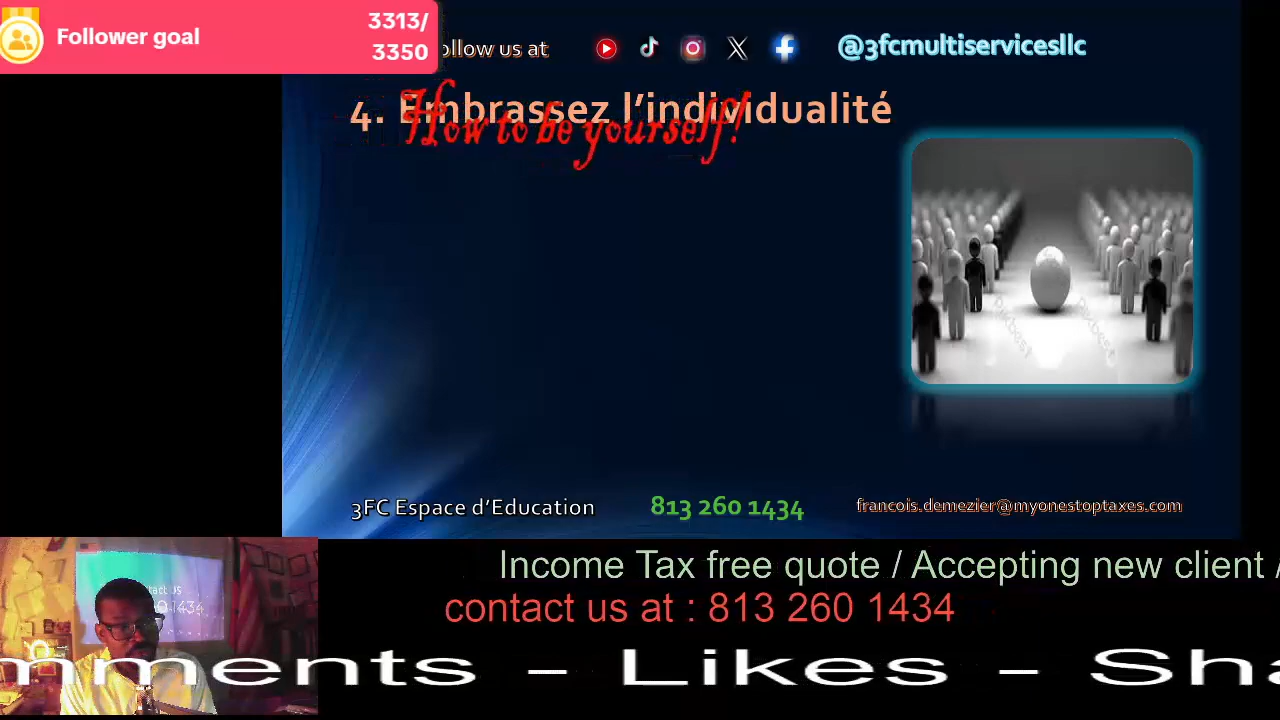 Follower goal
3313/
3350
ollow us at
@3fcmultiservicesllc
4. Embrassez l'individualité
How to be yourself!
3FC Espace d'Education
813 260 1434
francois.demezier@myonestoptaxes.com
Income Tax free quote / Accepting new client /
contact us at : 813 260 1434
mments - Likes - Sha